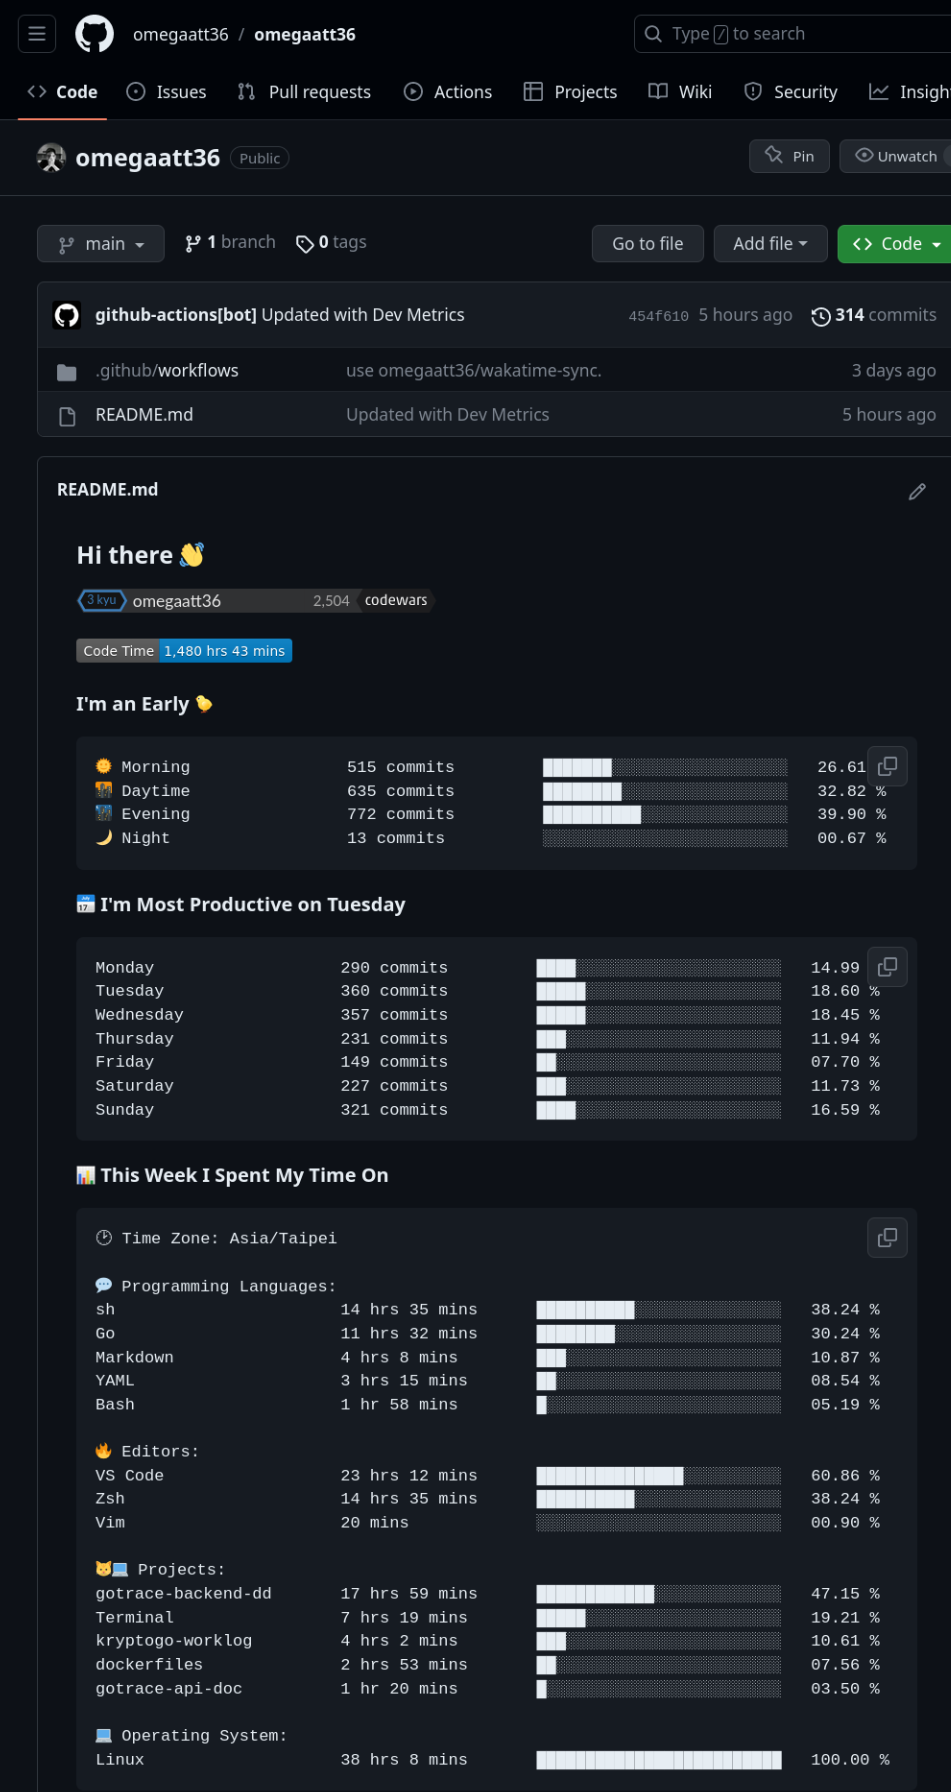 omegaatt36 / omegaatt36
Type / to search
Code Issues Pull requests Actions Projects Wiki Security Insigh
omegaatt36 Public Pin Unwatch
main 1 branch 0 tags Go to file Add file Code
github-actions[bot] Updated with Dev Metrics 454f610 5 hours ago 314 commits
.github/workflows use omegaatt36/wakatime-sync. 3 days ago
README.md Updated with Dev Metrics 5 hours ago
README.md
Hi there 👋
3 kyu omegaatt36 2,504 codewars
Code Time 1,480 hrs 43 mins
I'm an Early 🐤
🌞 Morning 515 commits ███████░░░░░░░░░░░░░░░░░░ 26.61
🌆 Daytime 635 commits ████████░░░░░░░░░░░░░░░░░ 32.82 %
🌃 Evening 772 commits ██████████░░░░░░░░░░░░░░░ 39.90 %
🌙 Night 13 commits ░░░░░░░░░░░░░░░░░░░░░░░░░ 00.67 %
📅 I'm Most Productive on Tuesday
Monday 290 commits ████░░░░░░░░░░░░░░░░░░░░░ 14.99
Tuesday 360 commits █████░░░░░░░░░░░░░░░░░░░░ 18.60 %
Wednesday 357 commits █████░░░░░░░░░░░░░░░░░░░░ 18.45 %
Thursday 231 commits ███░░░░░░░░░░░░░░░░░░░░░░ 11.94 %
Friday 149 commits ██░░░░░░░░░░░░░░░░░░░░░░░ 07.70 %
Saturday 227 commits ███░░░░░░░░░░░░░░░░░░░░░░ 11.73 %
Sunday 321 commits ████░░░░░░░░░░░░░░░░░░░░░ 16.59 %
📊 This Week I Spent My Time On
🕑︎ Time Zone: Asia/Taipei
💬 Programming Languages:
sh 14 hrs 35 mins ██████████░░░░░░░░░░░░░░░ 38.24 %
Go 11 hrs 32 mins ████████░░░░░░░░░░░░░░░░░ 30.24 %
Markdown 4 hrs 8 mins ███░░░░░░░░░░░░░░░░░░░░░░ 10.87 %
YAML 3 hrs 15 mins ██░░░░░░░░░░░░░░░░░░░░░░░ 08.54 %
Bash 1 hr 58 mins █░░░░░░░░░░░░░░░░░░░░░░░░ 05.19 %
🔥 Editors:
VS Code 23 hrs 12 mins ███████████████░░░░░░░░░░ 60.86 %
Zsh 14 hrs 35 mins ██████████░░░░░░░░░░░░░░░ 38.24 %
Vim 20 mins ░░░░░░░░░░░░░░░░░░░░░░░░░ 00.90 %
🐱💻 Projects:
gotrace-backend-dd 17 hrs 59 mins ████████████░░░░░░░░░░░░░ 47.15 %
Terminal 7 hrs 19 mins █████░░░░░░░░░░░░░░░░░░░░ 19.21 %
kryptogo-worklog 4 hrs 2 mins ███░░░░░░░░░░░░░░░░░░░░░░ 10.61 %
dockerfiles 2 hrs 53 mins ██░░░░░░░░░░░░░░░░░░░░░░░ 07.56 %
gotrace-api-doc 1 hr 20 mins █░░░░░░░░░░░░░░░░░░░░░░░░ 03.50 %
💻 Operating System:
Linux 38 hrs 8 mins █████████████████████████ 100.00 %